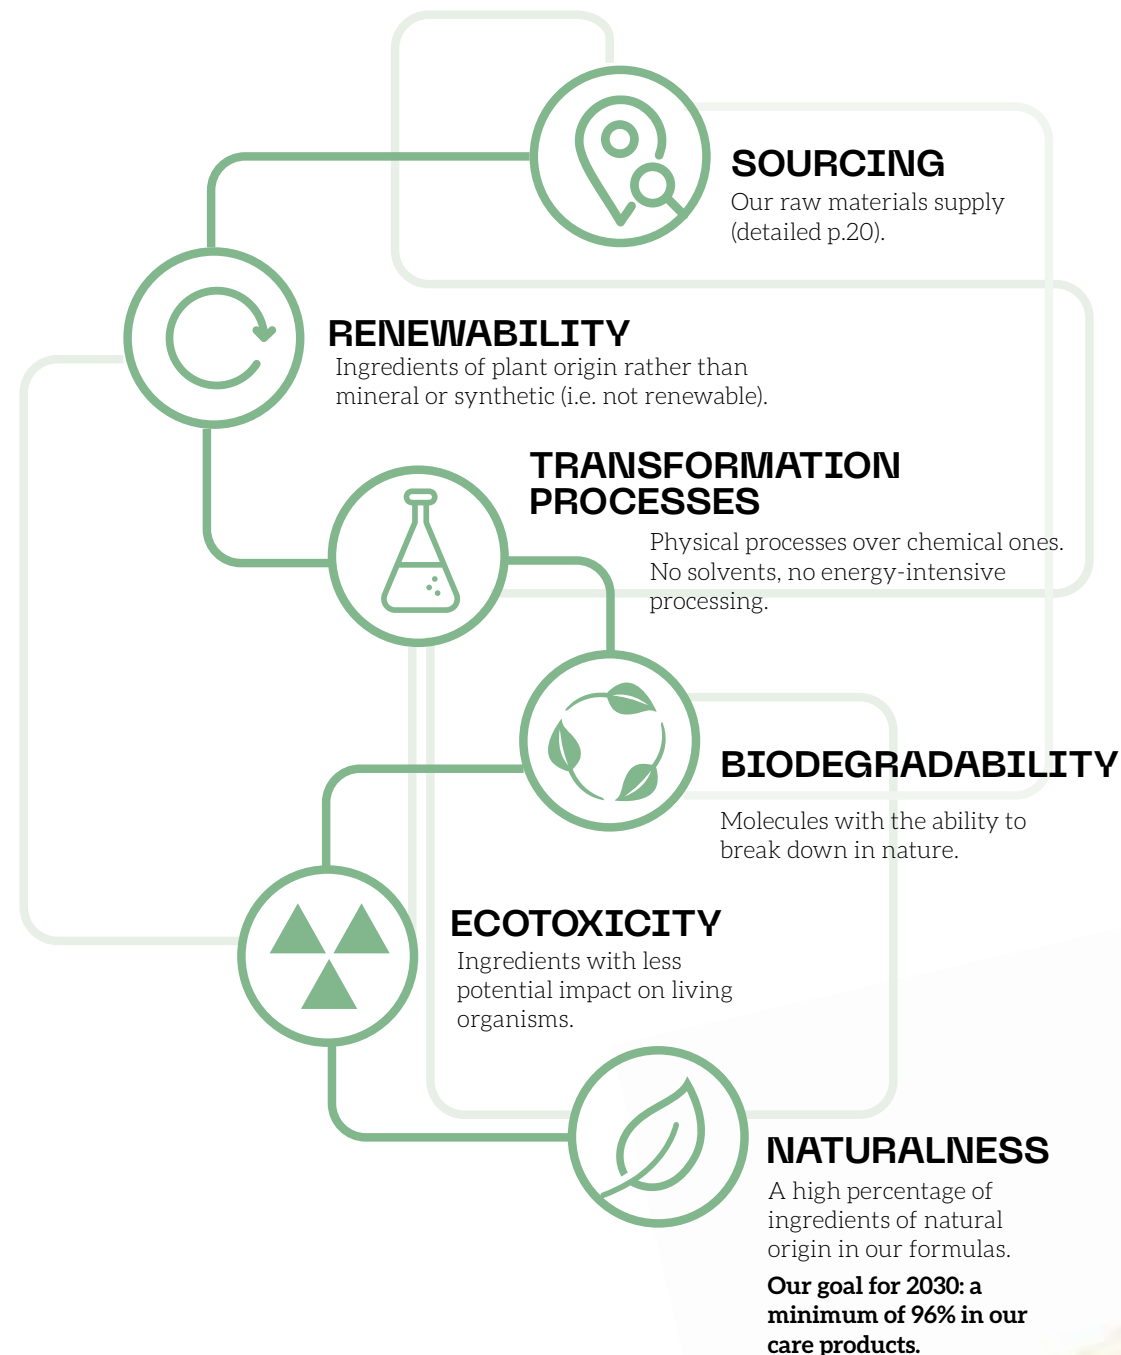 SOURCING
Our raw materials supply
(detailed p.20).
RENEWABILITY
Ingredients of plant origin rather than
mineral or synthetic (i.e. not renewable).
TRANSFORMATION
PROCESSES
Physical processes over chemical ones.
No solvents, no energy-intensive
processing.
BIODEGRADABILITY
Molecules with the ability to
break down in nature.
ECOTOXICITY
Ingredients with less
potential impact on living
organisms.
NATURALNESS
A high percentage of
ingredients of natural
origin in our formulas.
Our goal for 2030: a
minimum of 96% in our
care products.